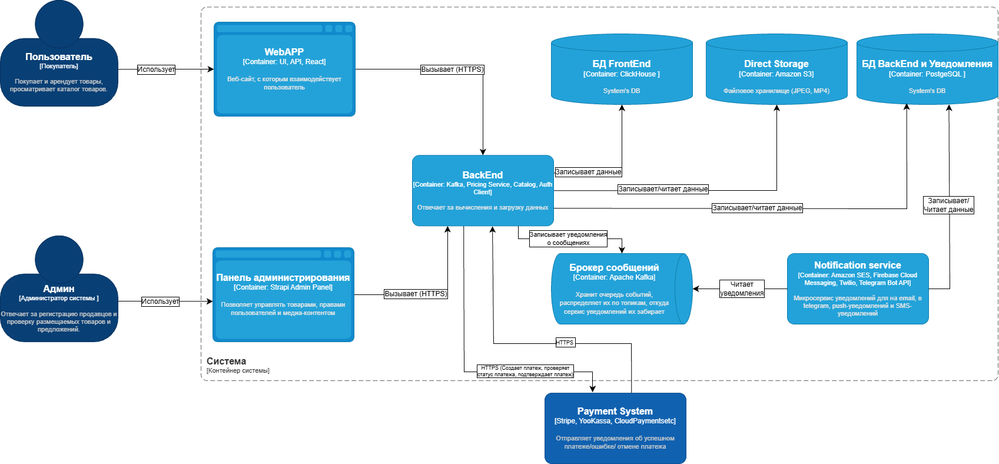 Пользователь
[Покупатель]
Покупает и арендует товары,
просматривает каталог товаров.
Использует
WebAPP
[Container: UI, API, React]
Веб-сайт, с которым взаимодействует
пользователь
Вызывает (HTTPS)
БД FrontEnd
[Container: ClickHouse ]
System's DB
Direct Storage
[Container: Amazon S3]
Файловое хранилище (JPEG, MP4)
БД BackEnd и Уведомления
[Container: PostgeSQL ]
System's DB
BackEnd
[Container: Kafka, Pricing Service, Catalog, Auth
Client]
Отвечает за вычисления и загрузку данных
Записывает данные
Записывает/читает данные
Записывает/читает данные
Записывает/
Читает данные
Записывает уведомления
о сообщениях
Админ
[Администратор системы ]
Отвечает за регистрацию продавцов и
проверку размещаемых товаров и
предложений.
Использует
Панель администрирования
[Container: Strapi Admin Panel]
Позволяет управлять товарами, правами
пользователей и медиа-контентом
Вызывает (HTTPS)
Брокер сообщений
[Container: Apache Kafka]
Хранит очередь событий,
распределяет их по топикам, откуда
сервис уведомлений их забирает
Читает
уведомления
Notification service
[Container: Amazon SES, Firebase Cloud
Messaging, Twilio, Telegram Bot API]
Микросервис уведомлений для на email, в
telegram, push-уведомлений и SMS-
уведомлений
HTTPS
Система
[Контейнер системы]
HTTPS (Создает платеж, проверяет
статус платежа, подтверждает платеж)
Payment System
[Stripe, YooKassa, CloudPaymentsetc]
Отправляет уведомления об успешном
платеже/ошибке/ отмене платежа